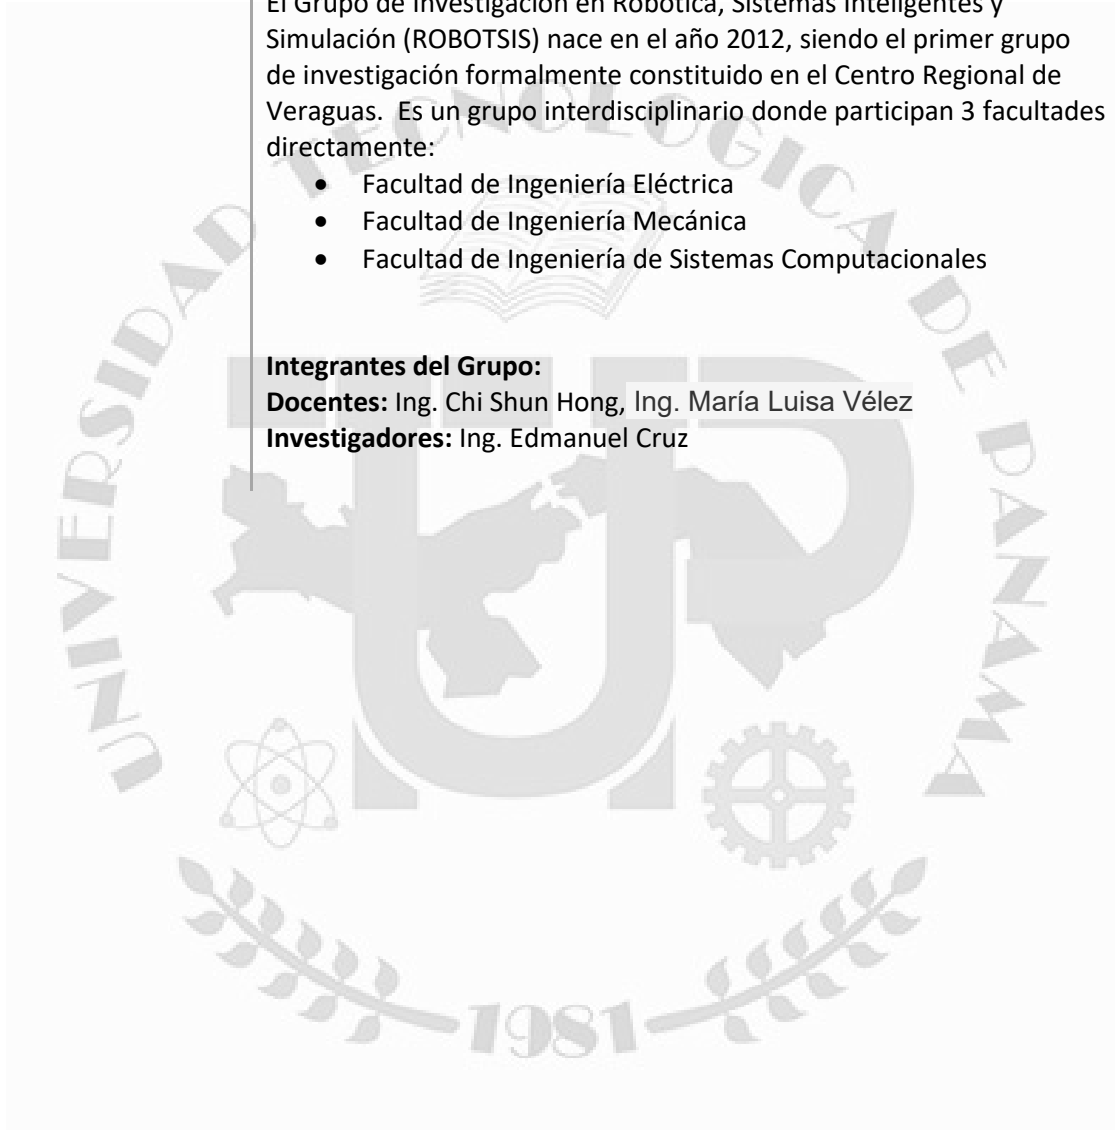 El Grupo de Investigación en Robótica, Sistemas Inteligentes y
Simulación (ROBOTSIS) nace en el año 2012, siendo el primer grupo
de investigación formalmente constituido en el Centro Regional de
Veraguas.  Es un grupo interdisciplinario donde participan 3 facultades
directamente:
• Facultad de Ingeniería Eléctrica
• Facultad de Ingeniería Mecánica
• Facultad de Ingeniería de Sistemas Computacionales
Integrantes del Grupo:
Docentes: Ing. Chi Shun Hong, Ing. María Luisa Vélez
Investigadores: Ing. Edmanuel Cruz
UNIVERSIDAD TECNOLOGICA DE PANAMA
UTP
1981